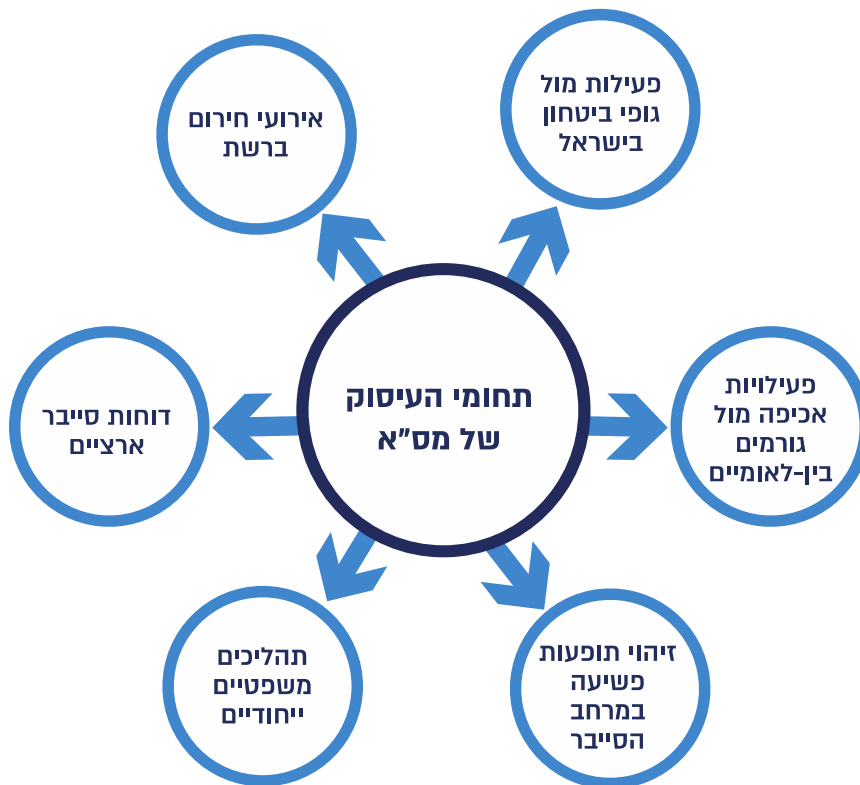 פעילות מול
גופי ביטחון
בישראל
אירועי חירום
ברשת
תחומי העיסוק
של מס"א
פעילויות
אכיפה מול
גורמים
בין-לאומיים
דוחות סייבר
ארציים
זיהוי תופעות
פשיעה
במרחב
הסייבר
תהליכים
משפטיים
ייחודיים